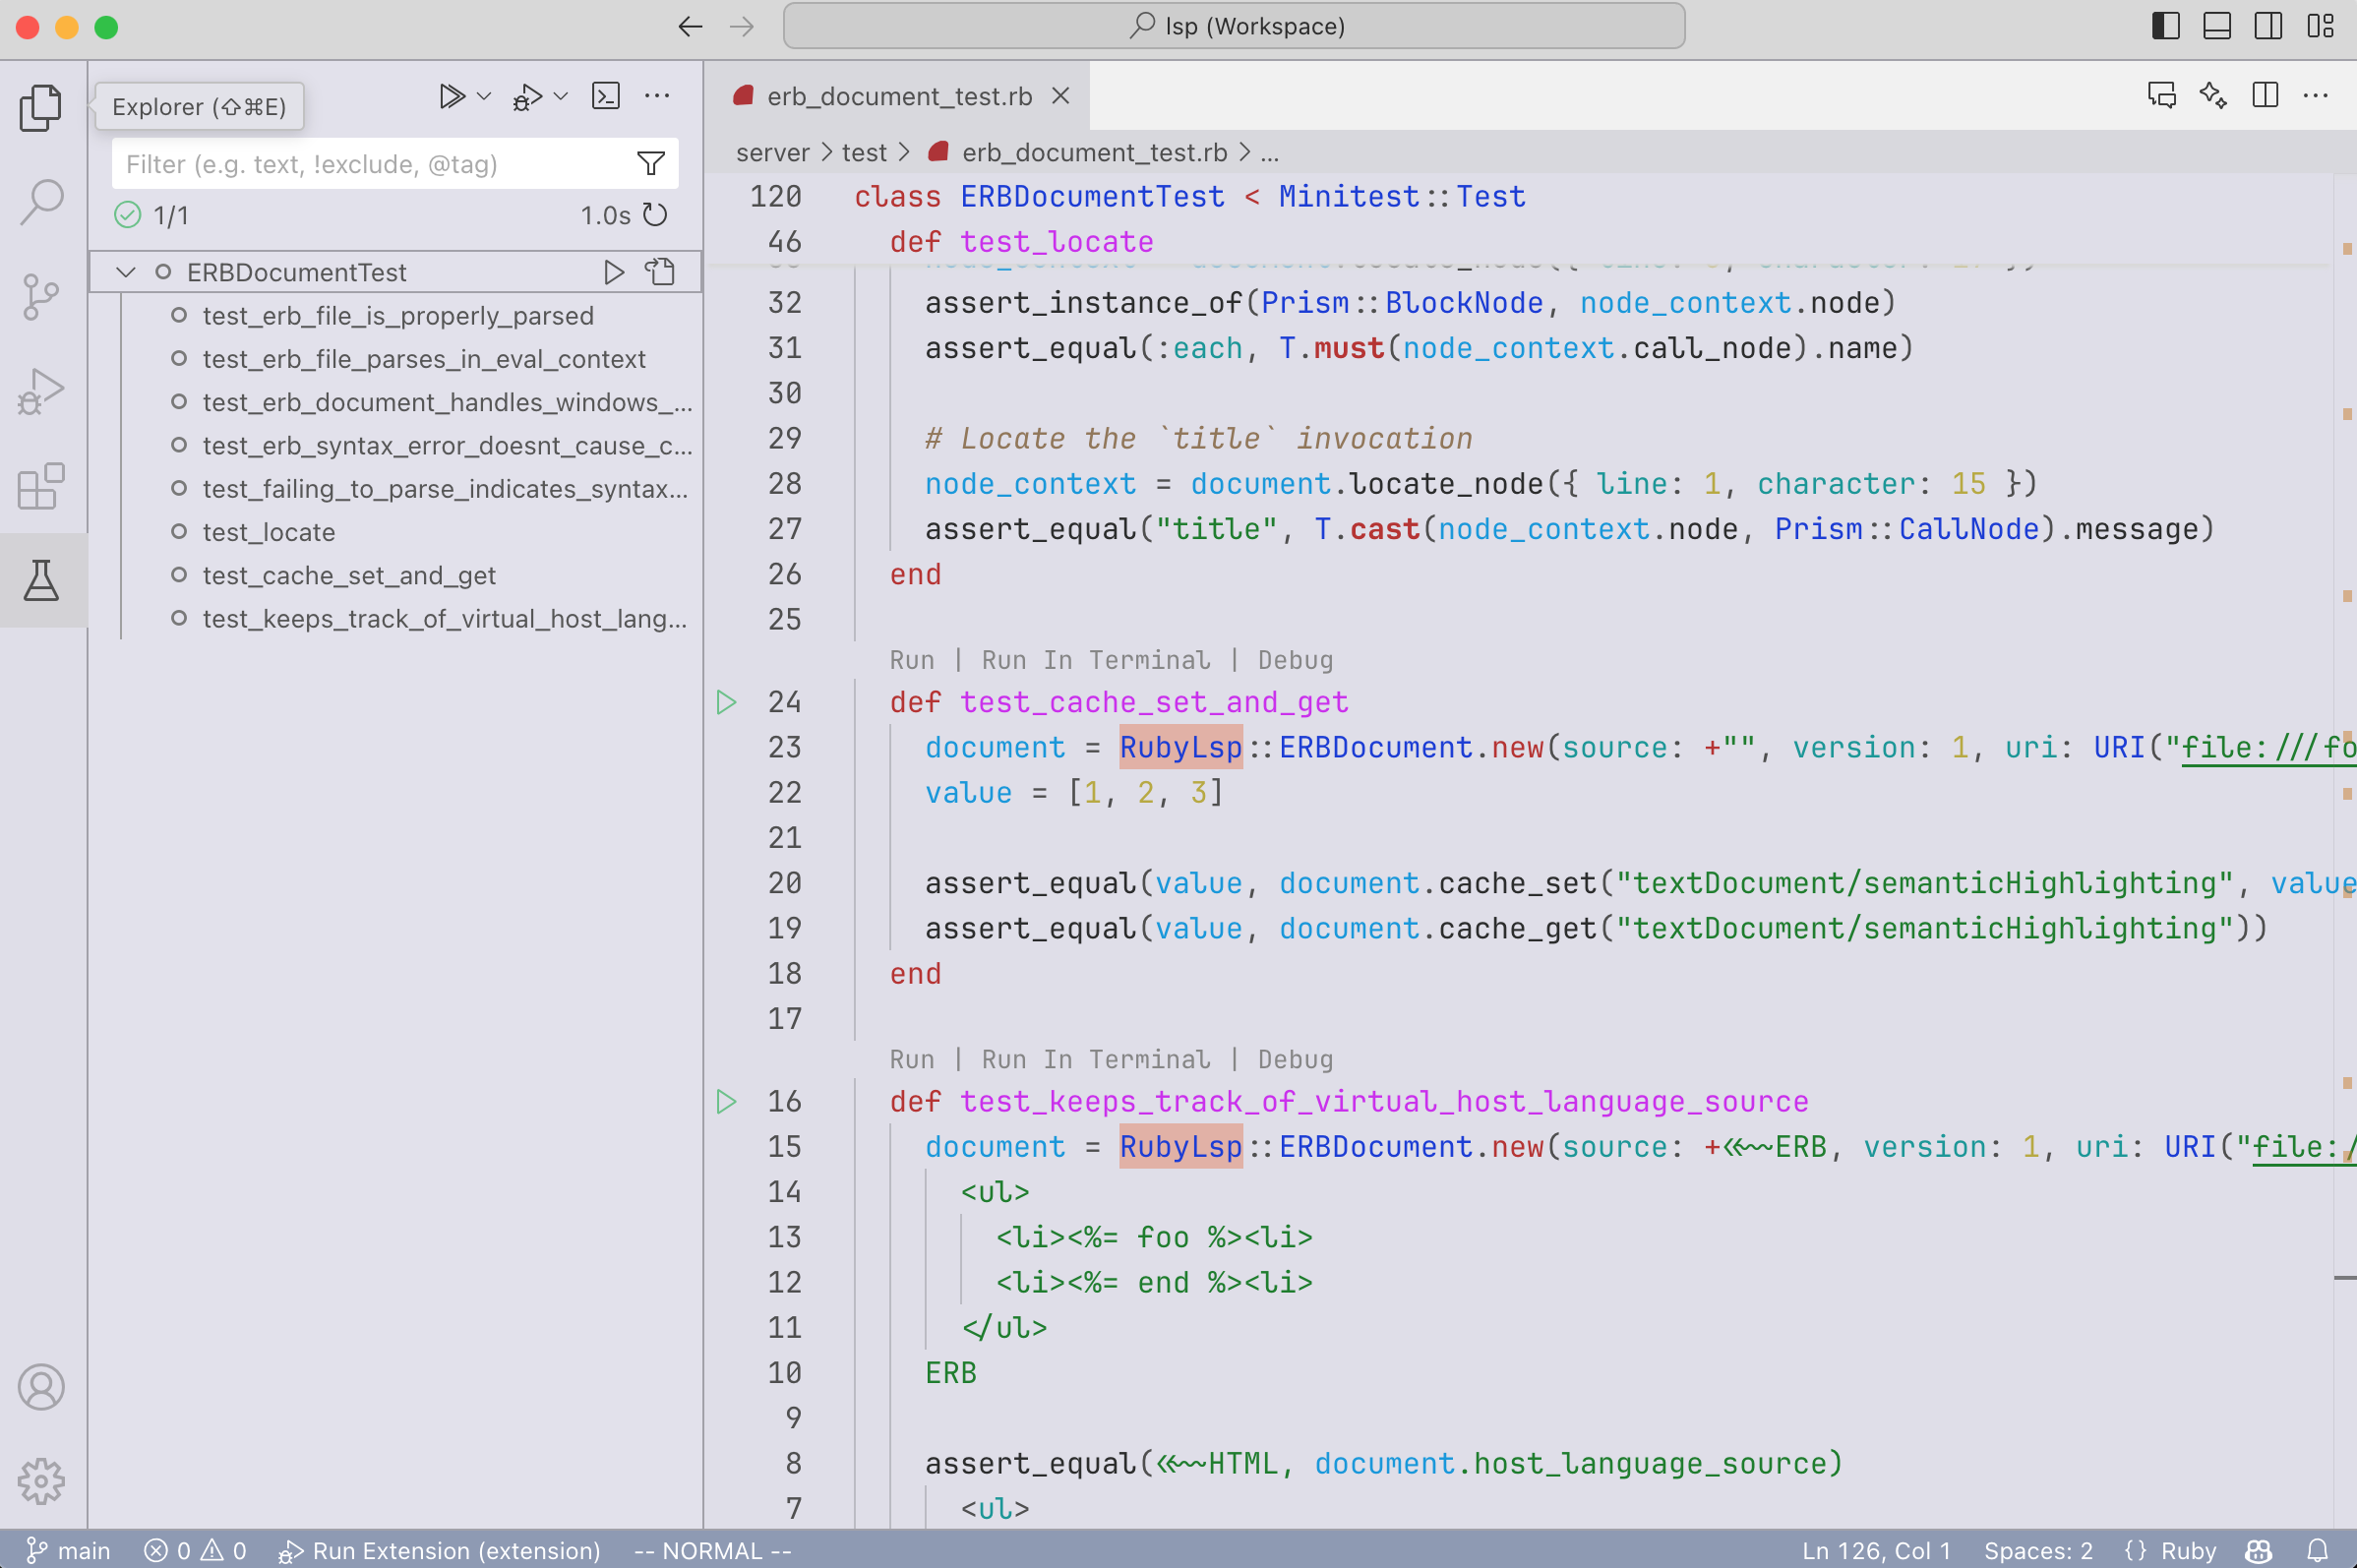 lsp (Workspace)
Explorer (⇧⌘E)
Filter (e.g. text, !exclude, @tag)
1/1 1.0s
ERBDocumentTest
test_erb_file_is_properly_parsed
test_erb_file_parses_in_eval_context
test_erb_document_handles_windows_...
test_erb_syntax_error_doesnt_cause_c...
test_failing_to_parse_indicates_syntax...
test_locate
test_cache_set_and_get
test_keeps_track_of_virtual_host_lang...
erb_document_test.rb
server > test > erb_document_test.rb > ...
120 class ERBDocumentTest < Minitest::Test
46 def test_locate
32 assert_instance_of(Prism::BlockNode, node_context.node)
31 assert_equal(:each, T.must(node_context.call_node).name)
30
29 # Locate the `title` invocation
28 node_context = document.locate_node({ line: 1, character: 15 })
27 assert_equal("title", T.cast(node_context.node, Prism::CallNode).message)
26 end
25
Run | Run In Terminal | Debug
24 def test_cache_set_and_get
23 document = RubyLsp::ERBDocument.new(source: +"", version: 1, uri: URI("file:///fo
22 value = [1, 2, 3]
21
20 assert_equal(value, document.cache_set("textDocument/semanticHighlighting", value
19 assert_equal(value, document.cache_get("textDocument/semanticHighlighting"))
18 end
17
Run | Run In Terminal | Debug
16 def test_keeps_track_of_virtual_host_language_source
15 document = RubyLsp::ERBDocument.new(source: +<<~ERB, version: 1, uri: URI("file:/
14 <ul>
13 <li><%= foo %><li>
12 <li><%= end %><li>
11 </ul>
10 ERB
9
8 assert_equal(<<~HTML, document.host_language_source)
7 <ul>
main 0 0 Run Extension (extension) -- NORMAL -- Ln 126, Col 1 Spaces: 2 {} Ruby